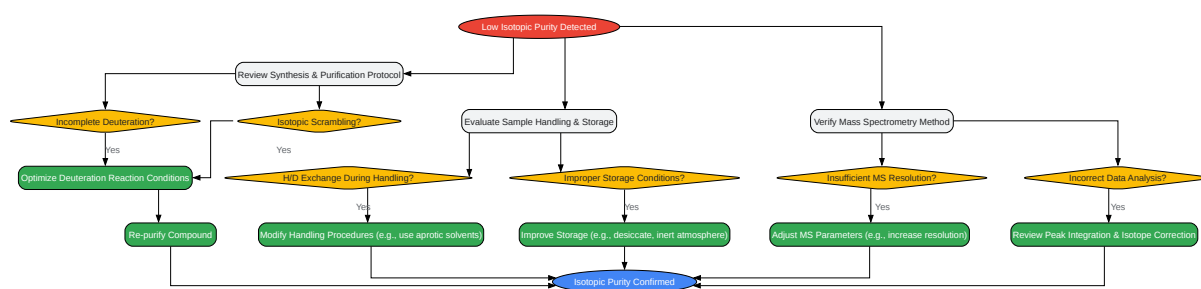 Low Isotopic Purity Detected
Review Synthesis & Purification Protocol
Incomplete Deuteration?
Isotopic Scrambling?
Evaluate Sample Handling & Storage
Verify Mass Spectrometry Method
Yes
Yes
Optimize Deuteration Reaction Conditions
H/D Exchange During Handling?
Improper Storage Conditions?
Insufficient MS Resolution?
Incorrect Data Analysis?
Yes
Yes
Yes
Yes
Re-purify Compound
Modify Handling Procedures (e.g., use aprotic solvents)
Improve Storage (e.g., desiccate, inert atmosphere)
Adjust MS Parameters (e.g., increase resolution)
Review Peak Integration & Isotope Correction
Isotopic Purity Confirmed